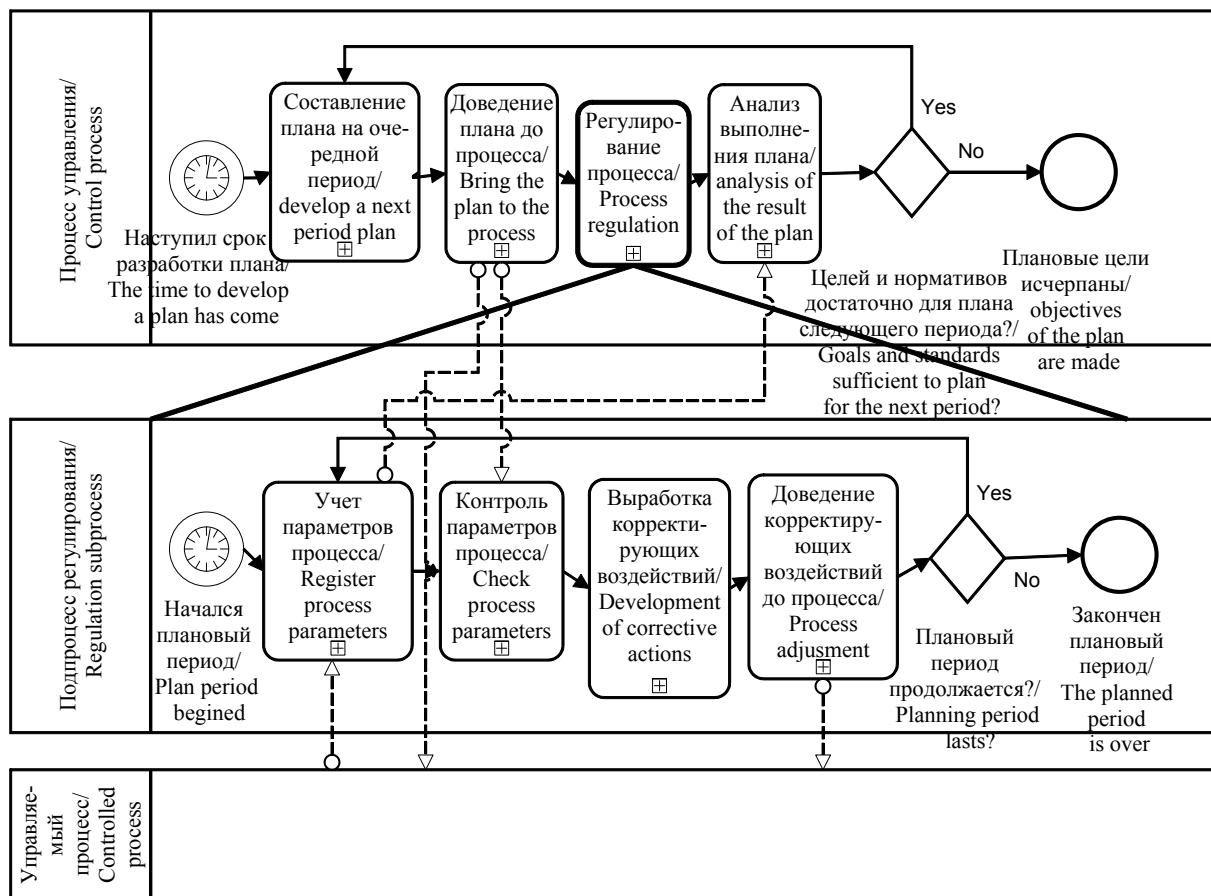 Процесс управления/
Control process
Составление
плана на оче-
редной
период/
develop a next
period plan
Доведение
плана до
процесса/
Bring the
plan to the
process
Регулиро-
вание
процесса/
Process
regulation
Анализ
выполне-
ния плана/
analysis of
the result
of the plan
Yes
No
Наступил срок
разработки плана/
The time to develop
a plan has come
Целей и нормативов
достаточно для плана
следующего периода?/
Goals and standards
sufficient to plan
for the next period?
Плановые цели
исчерпаны/
objectives
of the plan
are made
Подпроцесс регулирования/
Regulation subprocess
Учет
параметров
процесса/
Register
process
parameters
Контроль
параметров
процесса/
Check
process
parameters
Выработка
корректи-
рующих
воздействий/
Development
of corrective
actions
Доведение
корректиру-
ющих
воздействий
до процесса/
Process
adjusment
Yes
No
Начался
плановый
период/
Plan period
begined
Плановый
период
продолжается?/
Planning period
lasts?
Закончен
плановый
период/
The planned
period
is over
Управляе-
мый
процесс/
Controlled
process